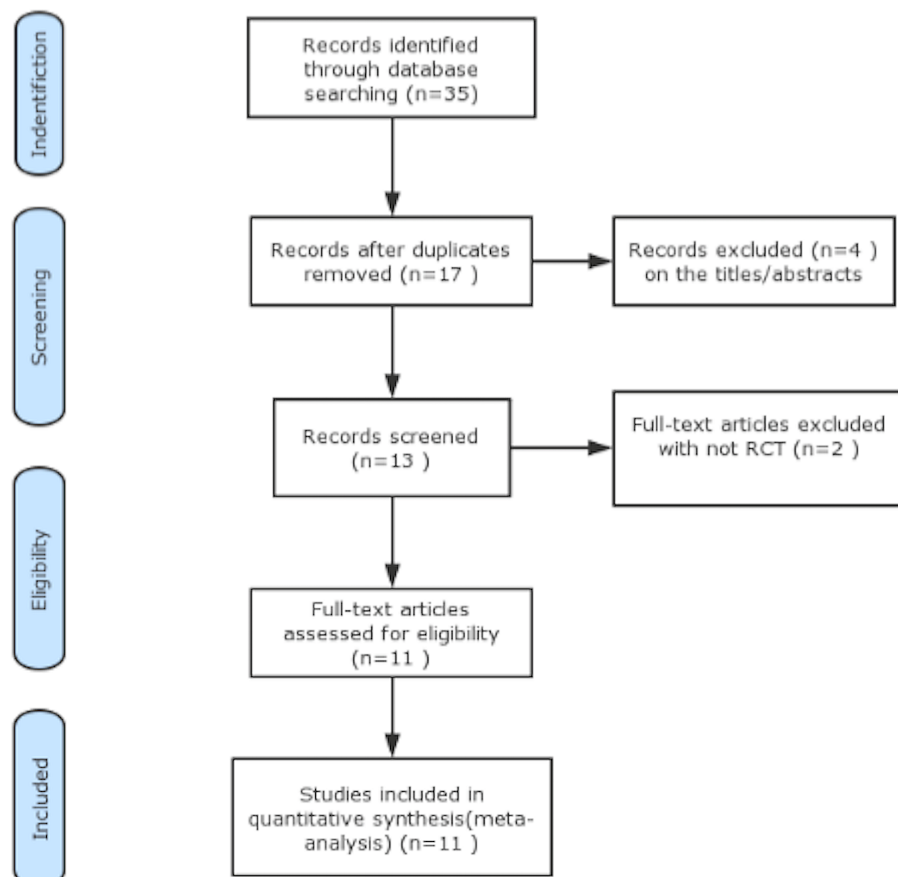 Indentifiction
Records identified
through database
searching (n=35)
Screening
Records after duplicates
removed (n=17 )
Records excluded (n=4 )
on the titles/abstracts
Records screened
(n=13 )
Full-text articles excluded
with not RCT (n=2 )
Eligibility
Full-text articles
assessed for eligibility
(n=11 )
Included
Studies included in
quantitative synthesis(meta-
analysis) (n=11 )